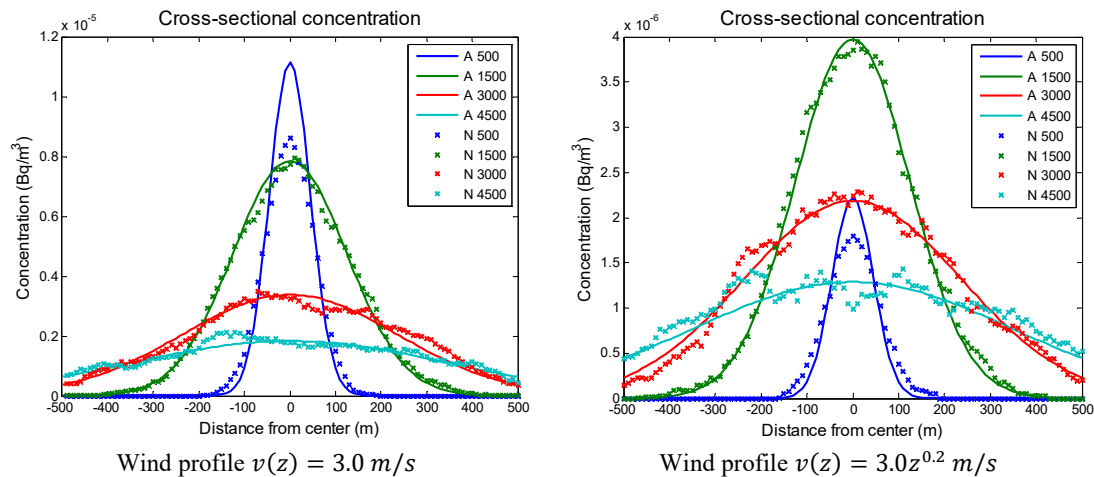 Cross-sectional concentration
x 10⁻⁵
1.2
1
0.8
0.6
0.4
0.2
0
Concentration (Bq/m³)
-500 -400 -300 -200 -100 0 100 200 300 400 500
Distance from center (m)
A 500
A 1500
A 3000
A 4500
N 500
N 1500
N 3000
N 4500
Wind profile v(z) = 3.0 m/s
Cross-sectional concentration
x 10⁻⁶
4
3.5
3
2.5
2
1.5
1
0.5
0
Concentration (Bq/m³)
-500 -400 -300 -200 -100 0 100 200 300 400 500
Distance from center (m)
A 500
A 1500
A 3000
A 4500
N 500
N 1500
N 3000
N 4500
Wind profile v(z) = 3.0z⁰·² m/s